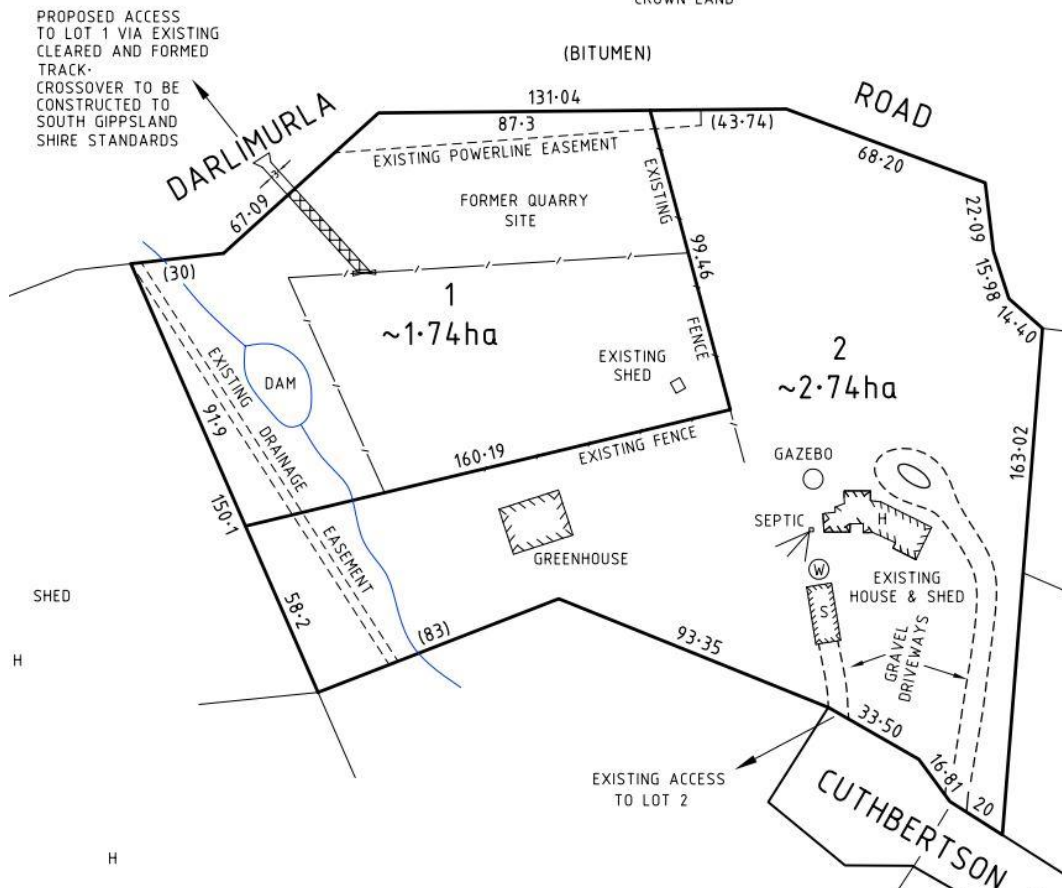 CROWN LAND
PROPOSED ACCESS
TO LOT 1 VIA EXISTING
CLEARED AND FORMED
TRACK·
CROSSOVER TO BE
CONSTRUCTED TO
SOUTH GIPPSLAND
SHIRE STANDARDS
(BITUMEN)
DARLIMURLA
ROAD
131·04
87·3
(43·74)
EXISTING POWERLINE EASEMENT
68·20
3
67·09
FORMER QUARRY
SITE
EXISTING
99·46
FENCE
22·09
15·98
14·40
(30)
1
~1·74ha
2
~2·74ha
EXISTING
SHED
DAM
EXISTING
DRAINAGE
EASEMENT
91·9
150·1
58·2
160·19
EXISTING FENCE
163·02
GAZEBO
SEPTIC
H
W
S
EXISTING
HOUSE & SHED
GREENHOUSE
GRAVEL
DRIVEWAYS
SHED
H
(83)
93·35
33·50
16·81
20
EXISTING ACCESS
TO LOT 2
CUTHBERTSON
H